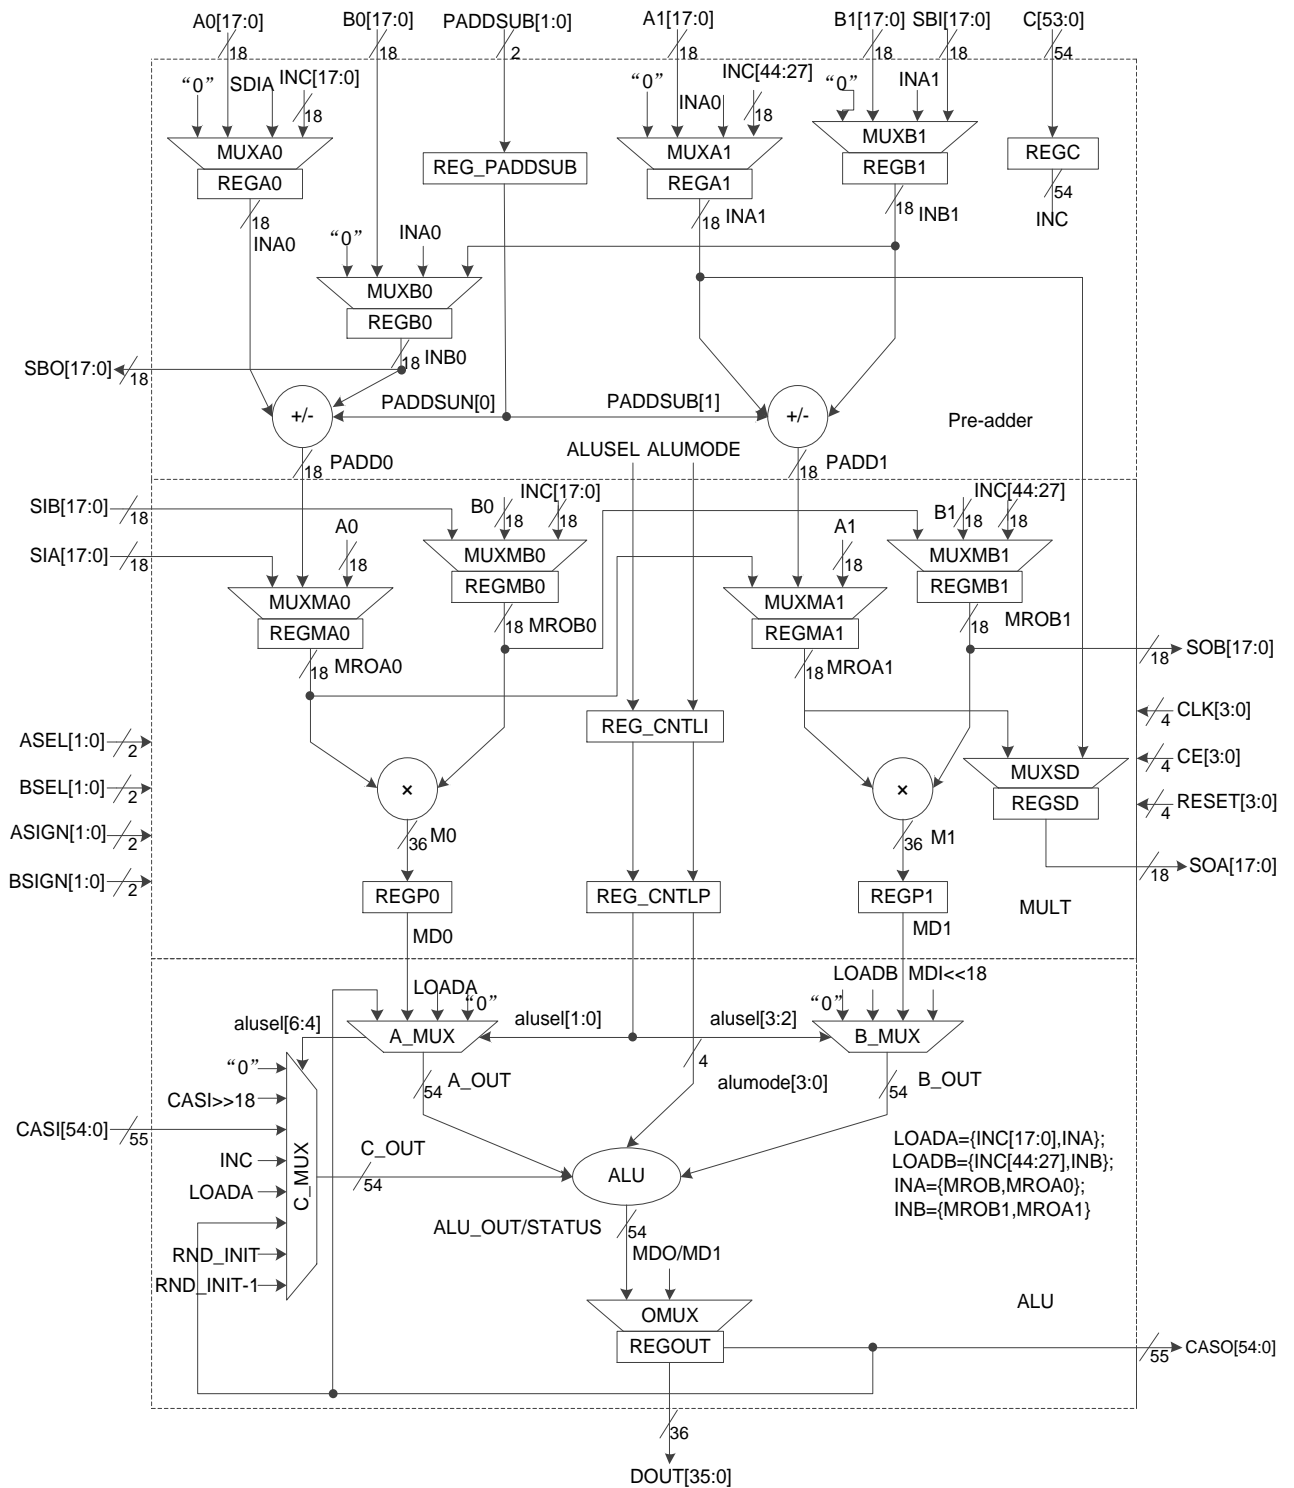 A0[17:0] B0[17:0] PADDSUB[1:0] A1[17:0] B1[17:0] SBI[17:0] C[53:0]
18 18 2 18 18 18 54
“0” SDIA INC[17:0] “0” INA0 INC[44:27] “0” INA1
18 18
MUXA0 REG_PADDSUB MUXA1 MUXB1 REGC
REGA0 REGA1 REGB1
18 18 INA1 18 INB1 54
INA0 INC
“0” INA0
MUXB0
REGB0
18 INB0
SBO[17:0] 18
+/- PADDSUN[0] PADDSUB[1] +/-
Pre-adder
18 PADD0 ALUSEL ALUMODE 18 PADD1
SIB[17:0] 18 B0 18 INC[17:0] 18 B1 18 INC[44:27] 18
SIA[17:0] 18 A0 18 A1 18
MUXMB0 MUXMB1
REGMB0 REGMB1
MUXMA0 MUXMA1
REGMA0 REGMA1
18 MROB0 18 MROB1
18 MROA0 18 MROA1
18 SOB[17:0]
REG_CNTLI
4 CLK[3:0]
ASEL[1:0] 2
4 CE[3:0]
MUXSD
BSEL[1:0] 2 × ×
REGSD 4 RESET[3:0]
ASIGN[1:0] 2 36 M0 36 M1
18 SOA[17:0]
BSIGN[1:0] 2
REGP0 REG_CNTLP REGP1
MULT
MD0 MD1
LOADA “0” “0” LOADB MDI<<18
alusel[6:4] A_MUX alusel[1:0] alusel[3:2] B_MUX
4
“0” 54 A_OUT alumode[3:0] 54 B_OUT
CASI>>18
CASI[54:0] 55
INC C_OUT
54
LOADA
C_MUX
RND_INIT
RND_INIT-1
ALU
LOADA={INC[17:0],INA};
LOADB={INC[44:27],INB};
INA={MROB,MROA0};
INB={MROB1,MROA1}
ALU_OUT/STATUS 54
MDO/MD1
OMUX ALU
REGOUT
55 CASO[54:0]
36
DOUT[35:0]